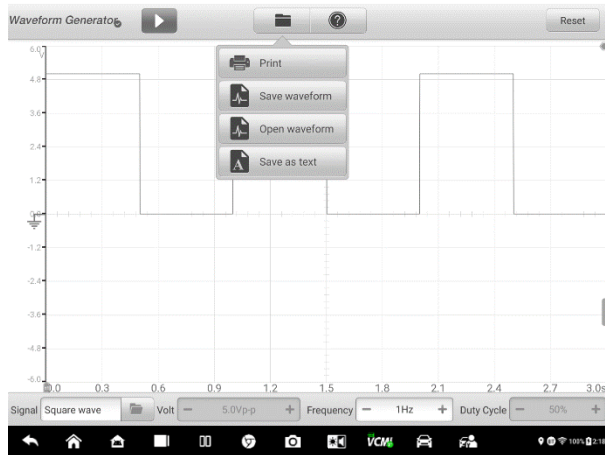 Waveform Generator
Reset
Print
Save waveform
Open waveform
Save as text
6.0
V
4.8
3.6
2.4
1.2
0.0
-1.2
-2.4
-3.6
-4.8
-6.0
0.0 0.3 0.6 0.9 1.2 1.5 1.8 2.1 2.4 2.7 3.0s
Signal Square wave Volt - 5.0Vp-p + Frequency - 1Hz + Duty Cycle - 50% +
VCMI 100% 2:18